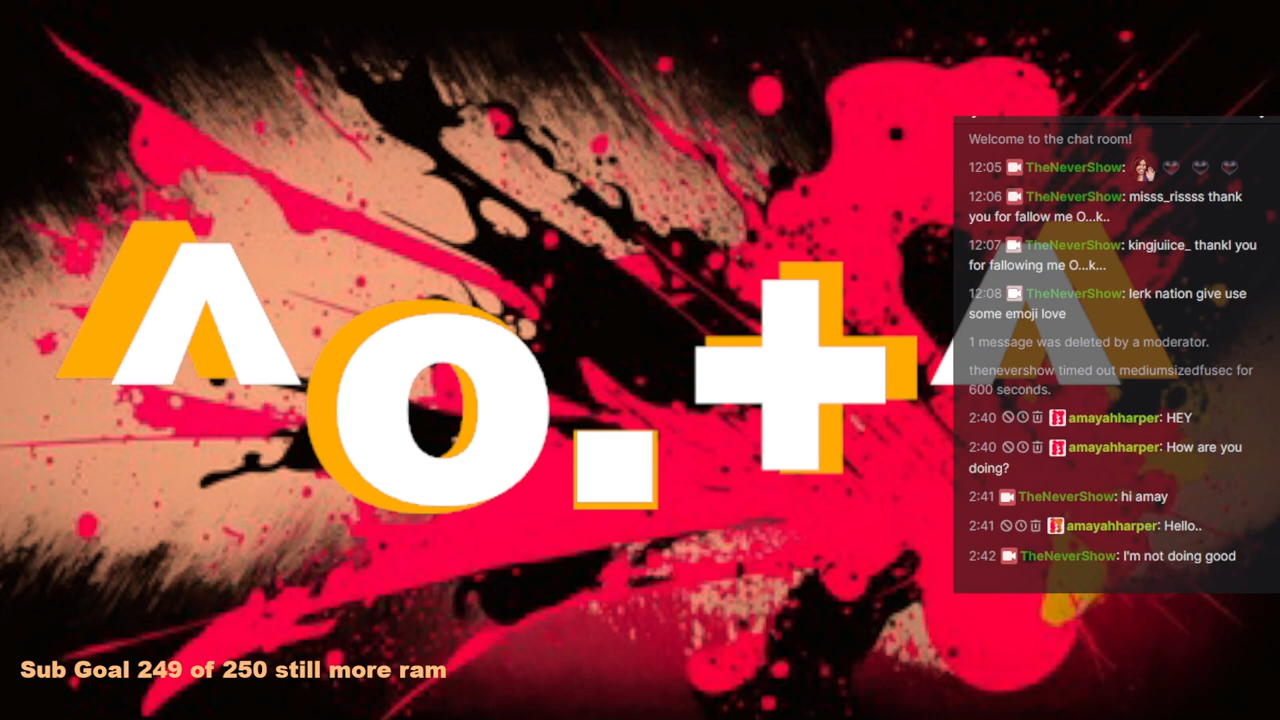 ^o.+^
Welcome to the chat room!
12:05 TheNeverShow:
12:06 TheNeverShow: misss_rissss thank
you for fallow me O...k..
12:07 TheNeverShow: kingjuiice_ thankl you
for fallowing me O...k...
12:08 TheNeverShow: lerk nation give use
some emoji love
1 message was deleted by a moderator.
thenevershow timed out mediumsizedfusec for
600 seconds.
2:40 amayahharper: HEY
2:40 amayahharper: How are you
doing?
2:41 TheNeverShow: hi amay
2:41 amayahharper: Hello..
2:42 TheNeverShow: I'm not doing good
Sub Goal 249 of 250 still more ram